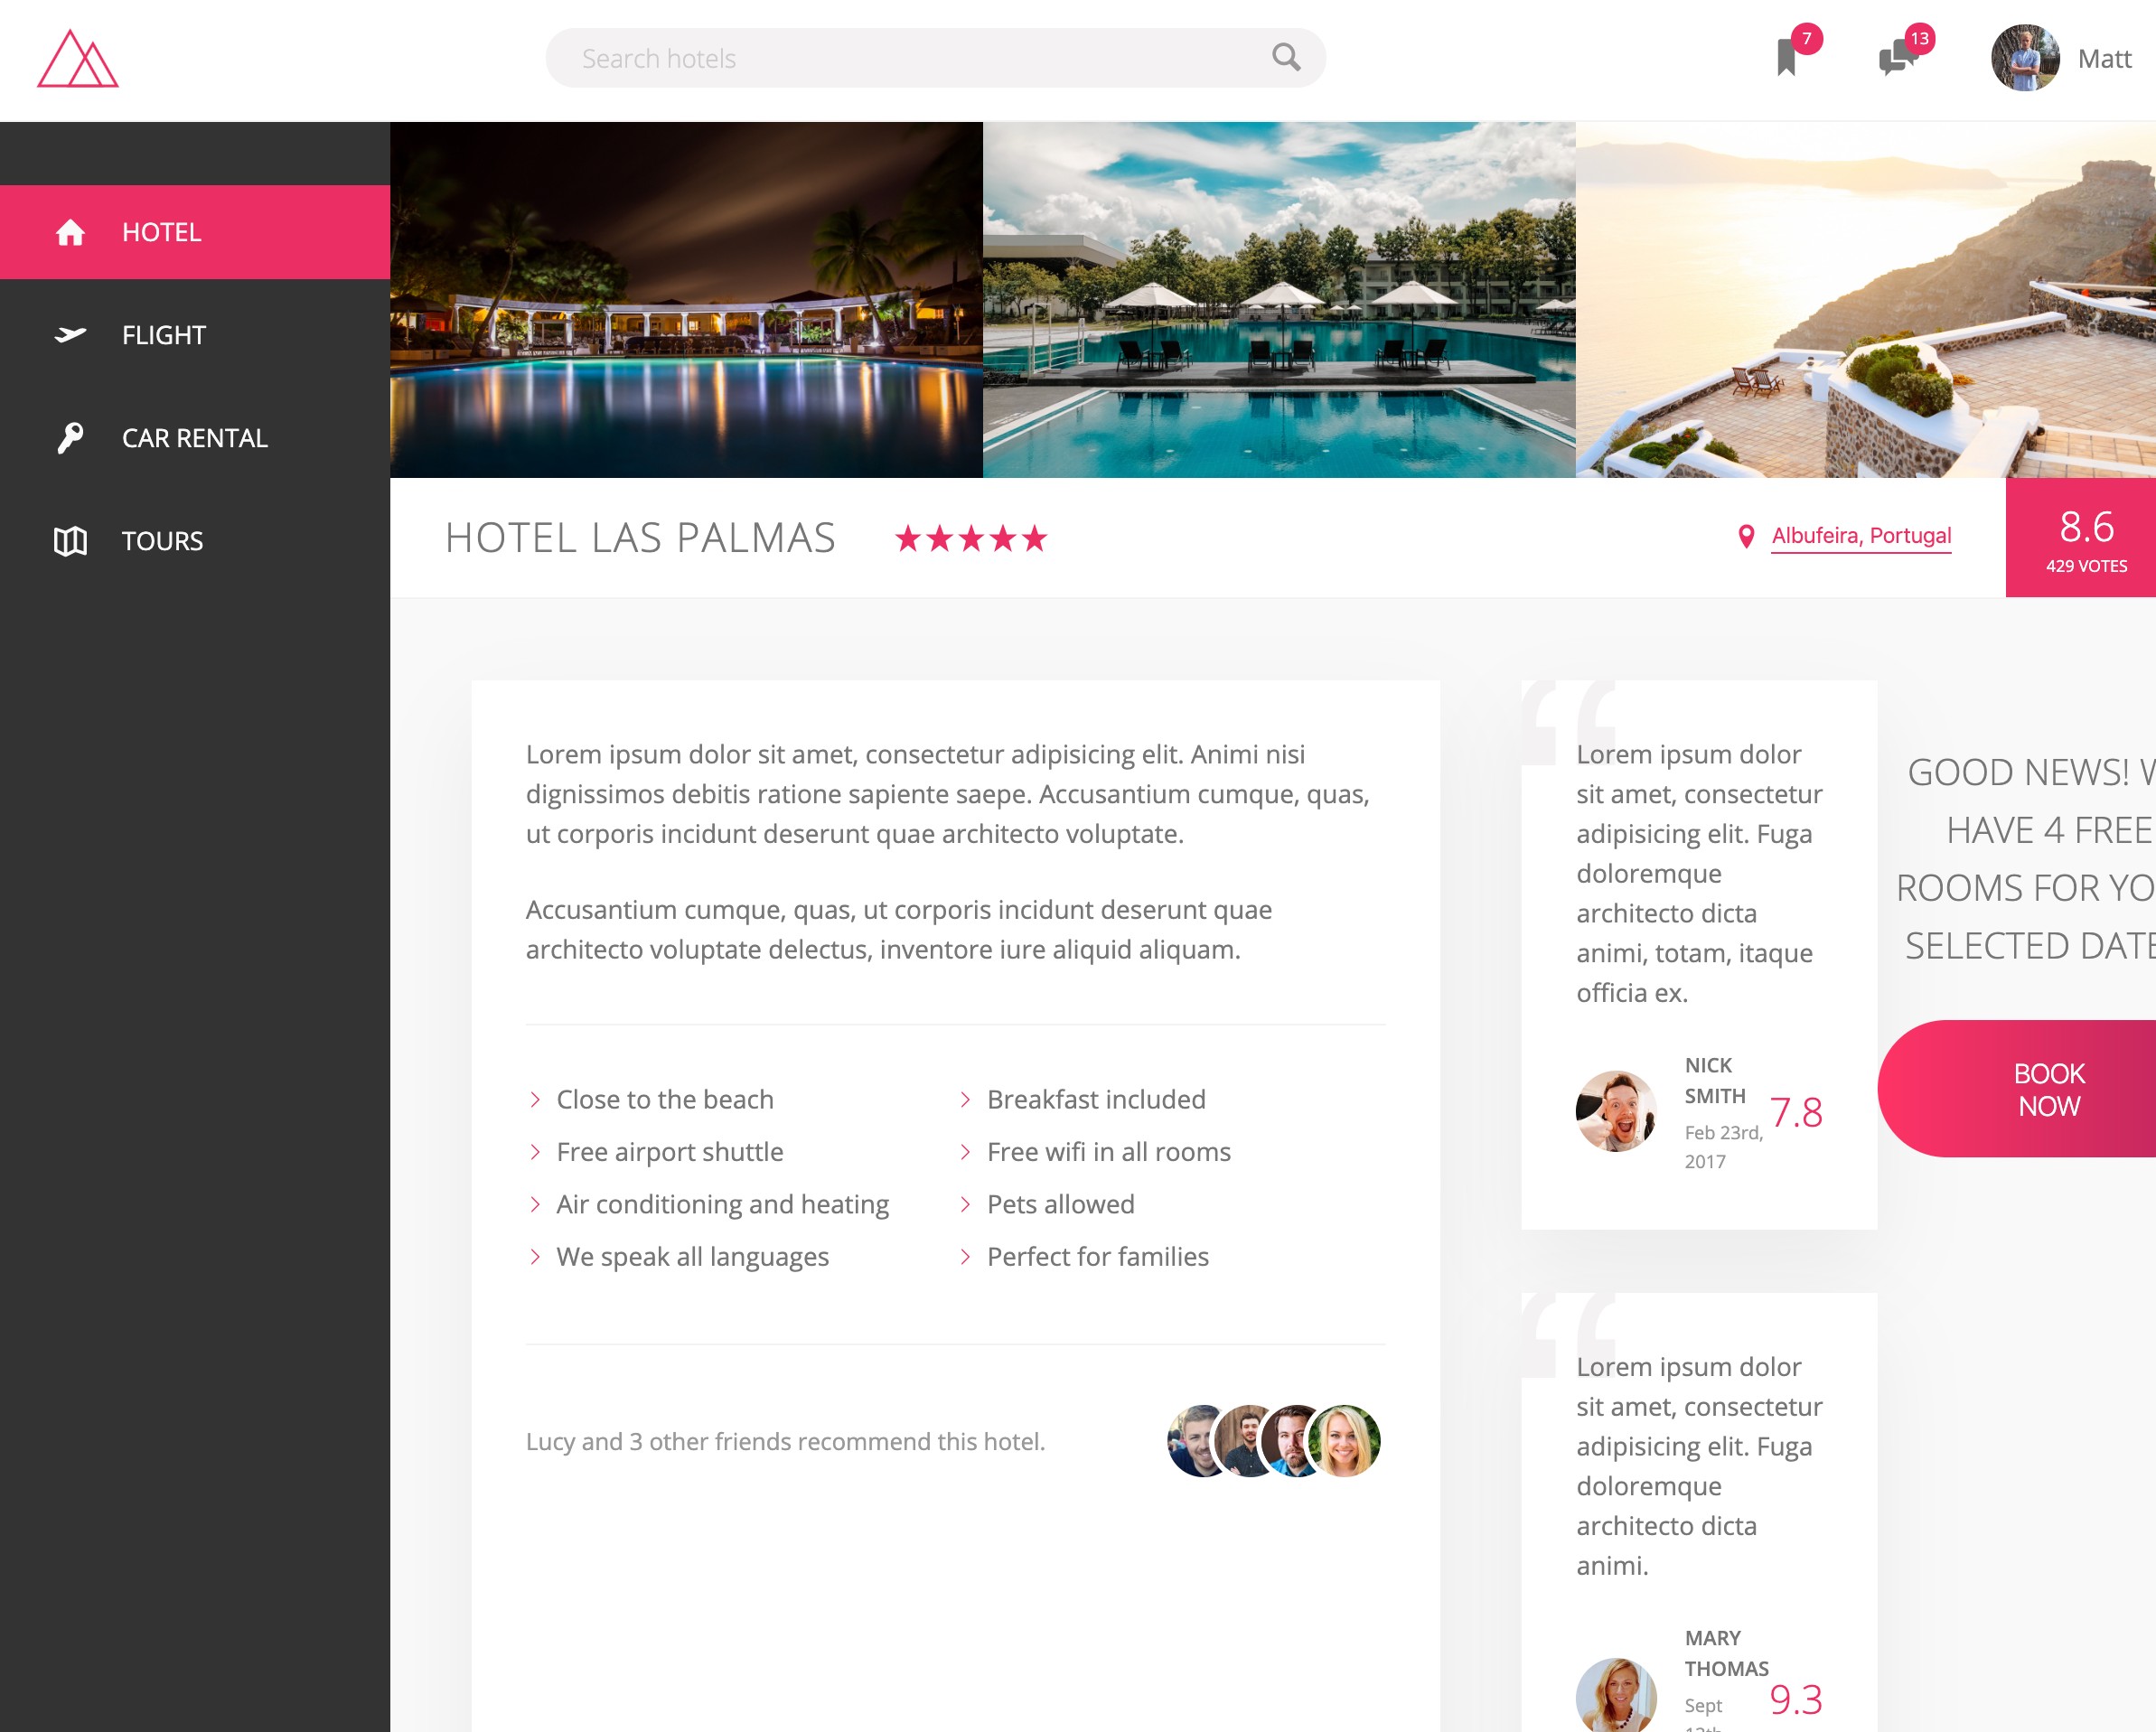 Search hotels
7
13
Matt
HOTEL
FLIGHT
CAR RENTAL
TOURS
HOTEL LAS PALMAS
Albufeira, Portugal
8.6
429 VOTES
Lorem ipsum dolor sit amet, consectetur adipisicing elit. Animi nisi
dignissimos debitis ratione sapiente saepe. Accusantium cumque, quas,
ut corporis incidunt deserunt quae architecto voluptate.
Accusantium cumque, quas, ut corporis incidunt deserunt quae
architecto voluptate delectus, inventore iure aliquid aliquam.
Close to the beach
Breakfast included
Free airport shuttle
Free wifi in all rooms
Air conditioning and heating
Pets allowed
We speak all languages
Perfect for families
Lucy and 3 other friends recommend this hotel.
“
Lorem ipsum dolor
sit amet, consectetur
adipisicing elit. Fuga
doloremque
architecto dicta
animi, totam, itaque
officia ex.
NICK
SMITH
Feb 23rd,
2017
7.8
“
Lorem ipsum dolor
sit amet, consectetur
adipisicing elit. Fuga
doloremque
architecto dicta
animi.
MARY
THOMAS
Sept
9.3
GOOD NEWS!
HAVE 4 FREE
ROOMS FOR
SELECTED
BOOK
NOW